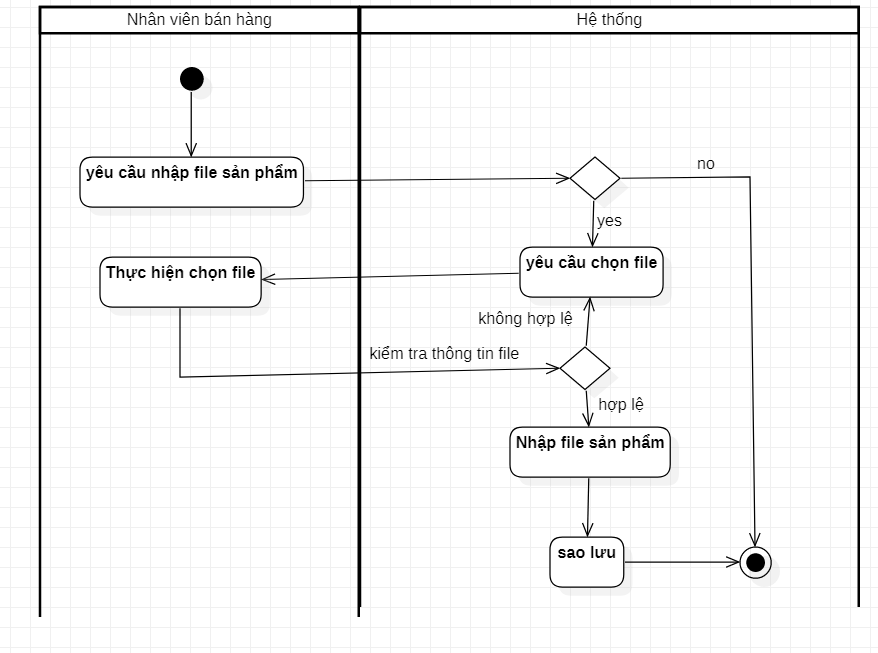 Nhân viên bán hàng
Hệ thống
yêu cầu nhập file sản phẩm
no
yes
Thực hiện chọn file
yêu cầu chọn file
không hợp lệ
kiểm tra thông tin file
hợp lệ
Nhập file sản phẩm
sao lưu